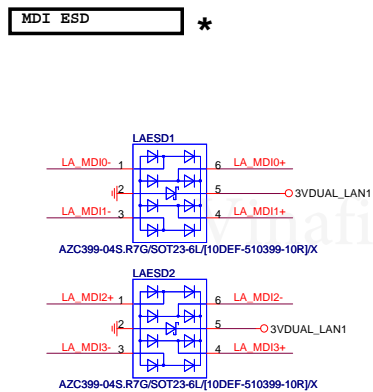 MDI ESD *
LAESD1
LA_MDI0- 1 6 LA_MDI0+
2 5 3VDUAL_LAN1
LA_MDI1- 3 4 LA_MDI1+
Vinafi
AZC399-04S.R7G/SOT23-6L/[10DEF-510399-10R]/X
LAESD2
LA_MDI2+ 1 6 LA_MDI2-
2 5 3VDUAL_LAN1
LA_MDI3- 3 4 LA_MDI3+
AZC399-04S.R7G/SOT23-6L/[10DEF-510399-10R]/X